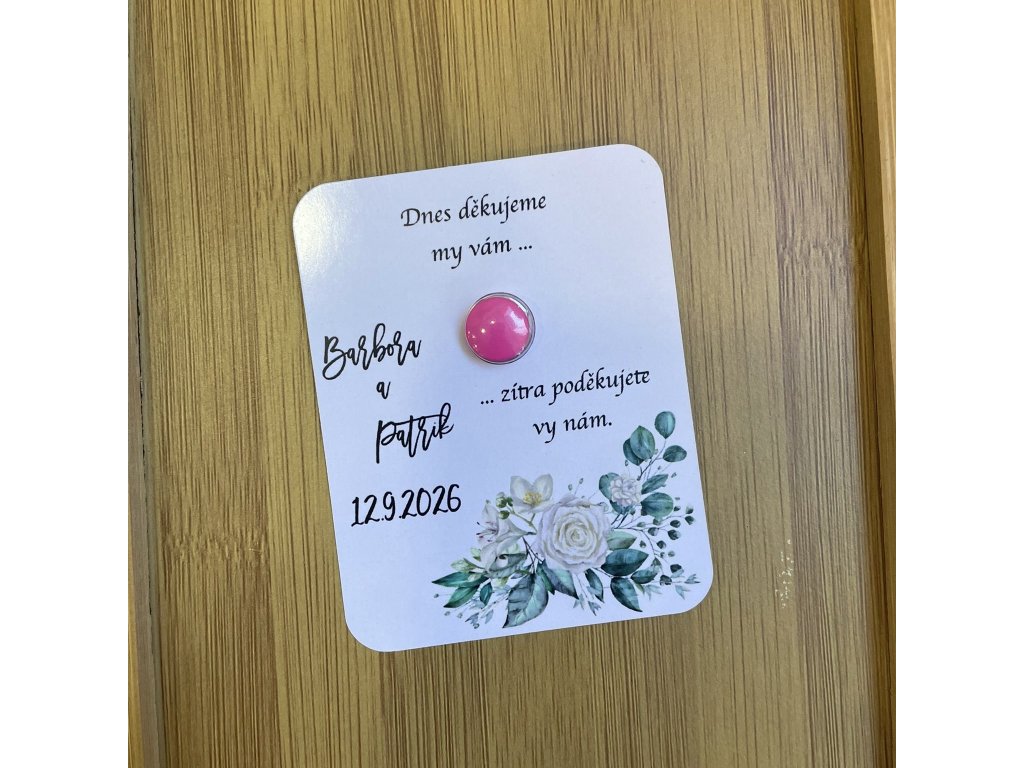 Dnes děkujeme
my vám ...
Barbora
a
Patrik
12.9.2026
... zítra poděkujete
vy nám.